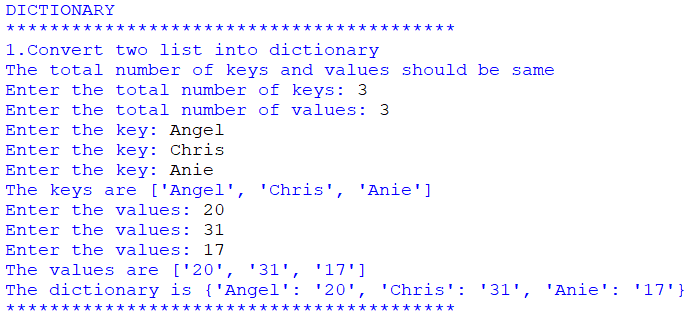 DICTIONARY
*****************************************
1.Convert two list into dictionary
The total number of keys and values should be same
Enter the total number of keys: 3
Enter the total number of values: 3
Enter the key: Angel
Enter the key: Chris
Enter the key: Anie
The keys are ['Angel', 'Chris', 'Anie']
Enter the values: 20
Enter the values: 31
Enter the values: 17
The values are ['20', '31', '17']
The dictionary is {'Angel': '20', 'Chris': '31', 'Anie': '17'}
*****************************************